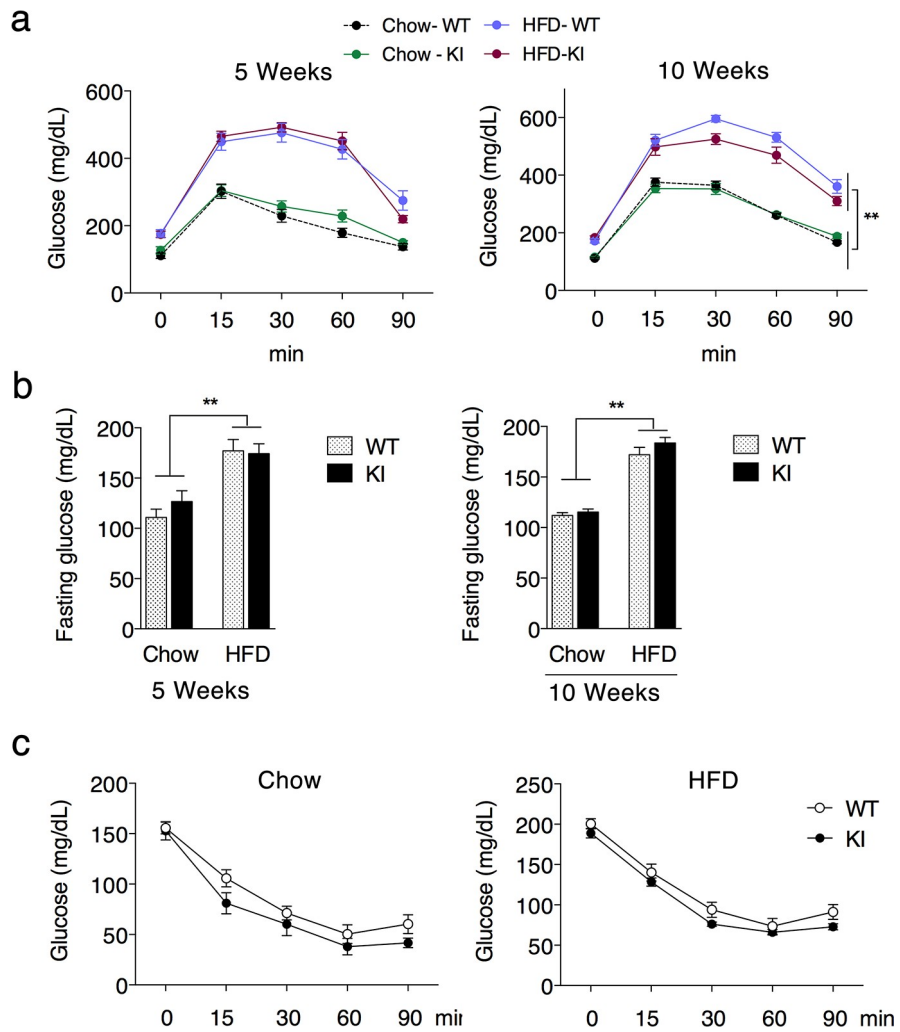 a
Chow- WT HFD- WT
Chow - KI HFD-KI
5 Weeks 10 Weeks
Glucose (mg/dL)
600
400
200
0
0 15 30 60 90
min
Glucose (mg/dL)
600
400
200
0
**
0 15 30 60 90
min
b
Fasting glucose (mg/dL)
200
150
100
50
0
**
WT
KI
Chow HFD
5 Weeks
Fasting glucose (mg/dL)
200
150
100
50
0
**
WT
KI
Chow HFD
10 Weeks
c
Chow
Glucose (mg/dL)
200
150
100
50
0
0 15 30 60 90 min
HFD
Glucose (mg/dL)
250
200
150
100
50
0
WT
KI
0 15 30 60 90 min